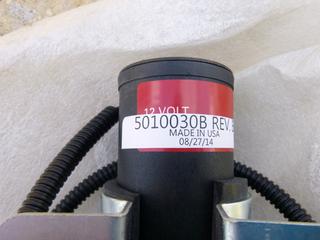 12 VOLT
5010030B REV.
MADE IN USA
08/27/14